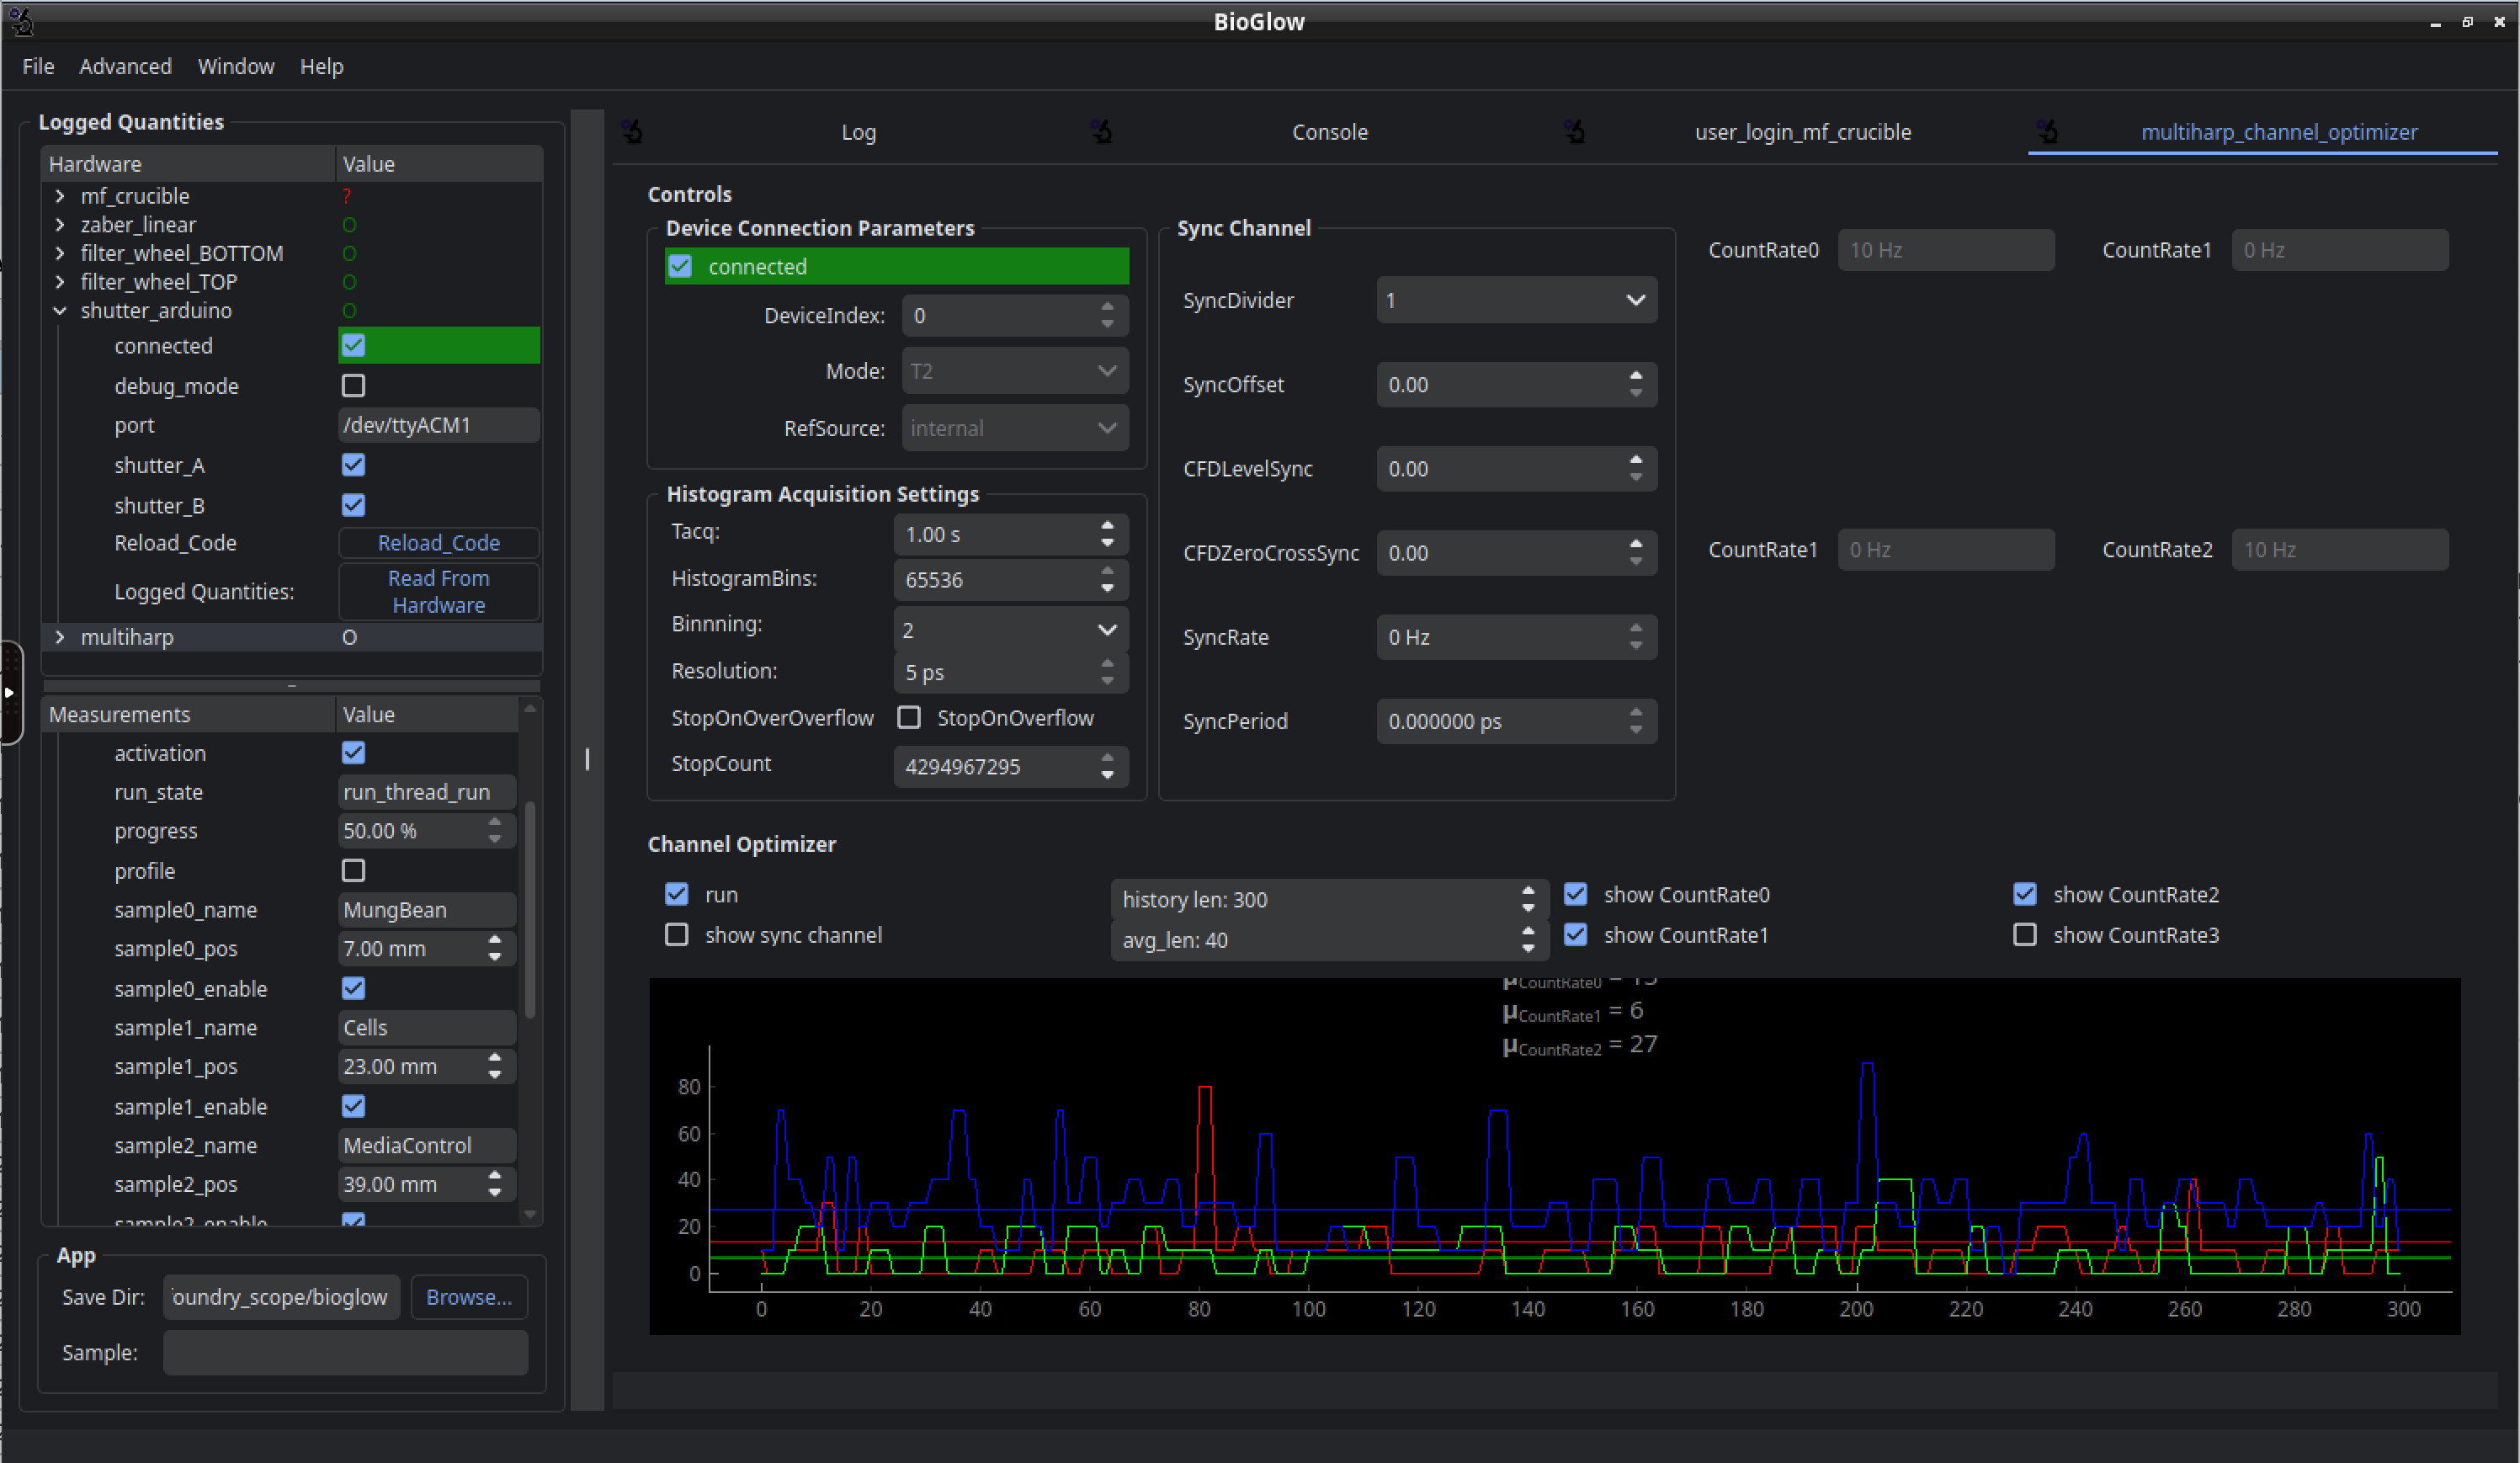 BioGlow
File Advanced Window Help
Logged Quantities
Hardware Value
mf_crucible ?
zaber_linear O
filter_wheel_BOTTOM O
filter_wheel_TOP O
shutter_arduino O
connected
debug_mode
port /dev/ttyACM1
shutter_A
shutter_B
Reload_Code Reload_Code
Logged Quantities: Read From
Hardware
multiharp O
Measurements Value
activation
run_state run_thread_run
progress 50.00 %
profile
sample0_name MungBean
sample0_pos 7.00 mm
sample0_enable
sample1_name Cells
sample1_pos 23.00 mm
sample1_enable
sample2_name MediaControl
sample2_pos 39.00 mm
sample2_enable
App
Save Dir: oundry_scope/bioglow Browse...
Sample:
Log Console user_login_mf_crucible multiharp_channel_optimizer
Controls
Device Connection Parameters
connected
DeviceIndex: 0
Mode: T2
RefSource: internal
Histogram Acquisition Settings
Tacq: 1.00 s
HistogramBins: 65536
Binnning: 2
Resolution: 5 ps
StopOnOverOverflow StopOnOverflow
StopCount 4294967295
Sync Channel
SyncDivider 1
SyncOffset 0.00
CFDLevelSync 0.00
CFDZeroCrossSync 0.00
SyncRate 0 Hz
SyncPeriod 0.000000 ps
CountRate0 10 Hz CountRate1 0 Hz
CountRate1 0 Hz CountRate2 10 Hz
Channel Optimizer
run history len: 300 show CountRate0 show CountRate2
show sync channel avg_len: 40 show CountRate1 show CountRate3
μCountRate0 = 13
μCountRate1 = 6
μCountRate2 = 27
80
60
40
20
0
0 20 40 60 80 100 120 140 160 180 200 220 240 260 280 300